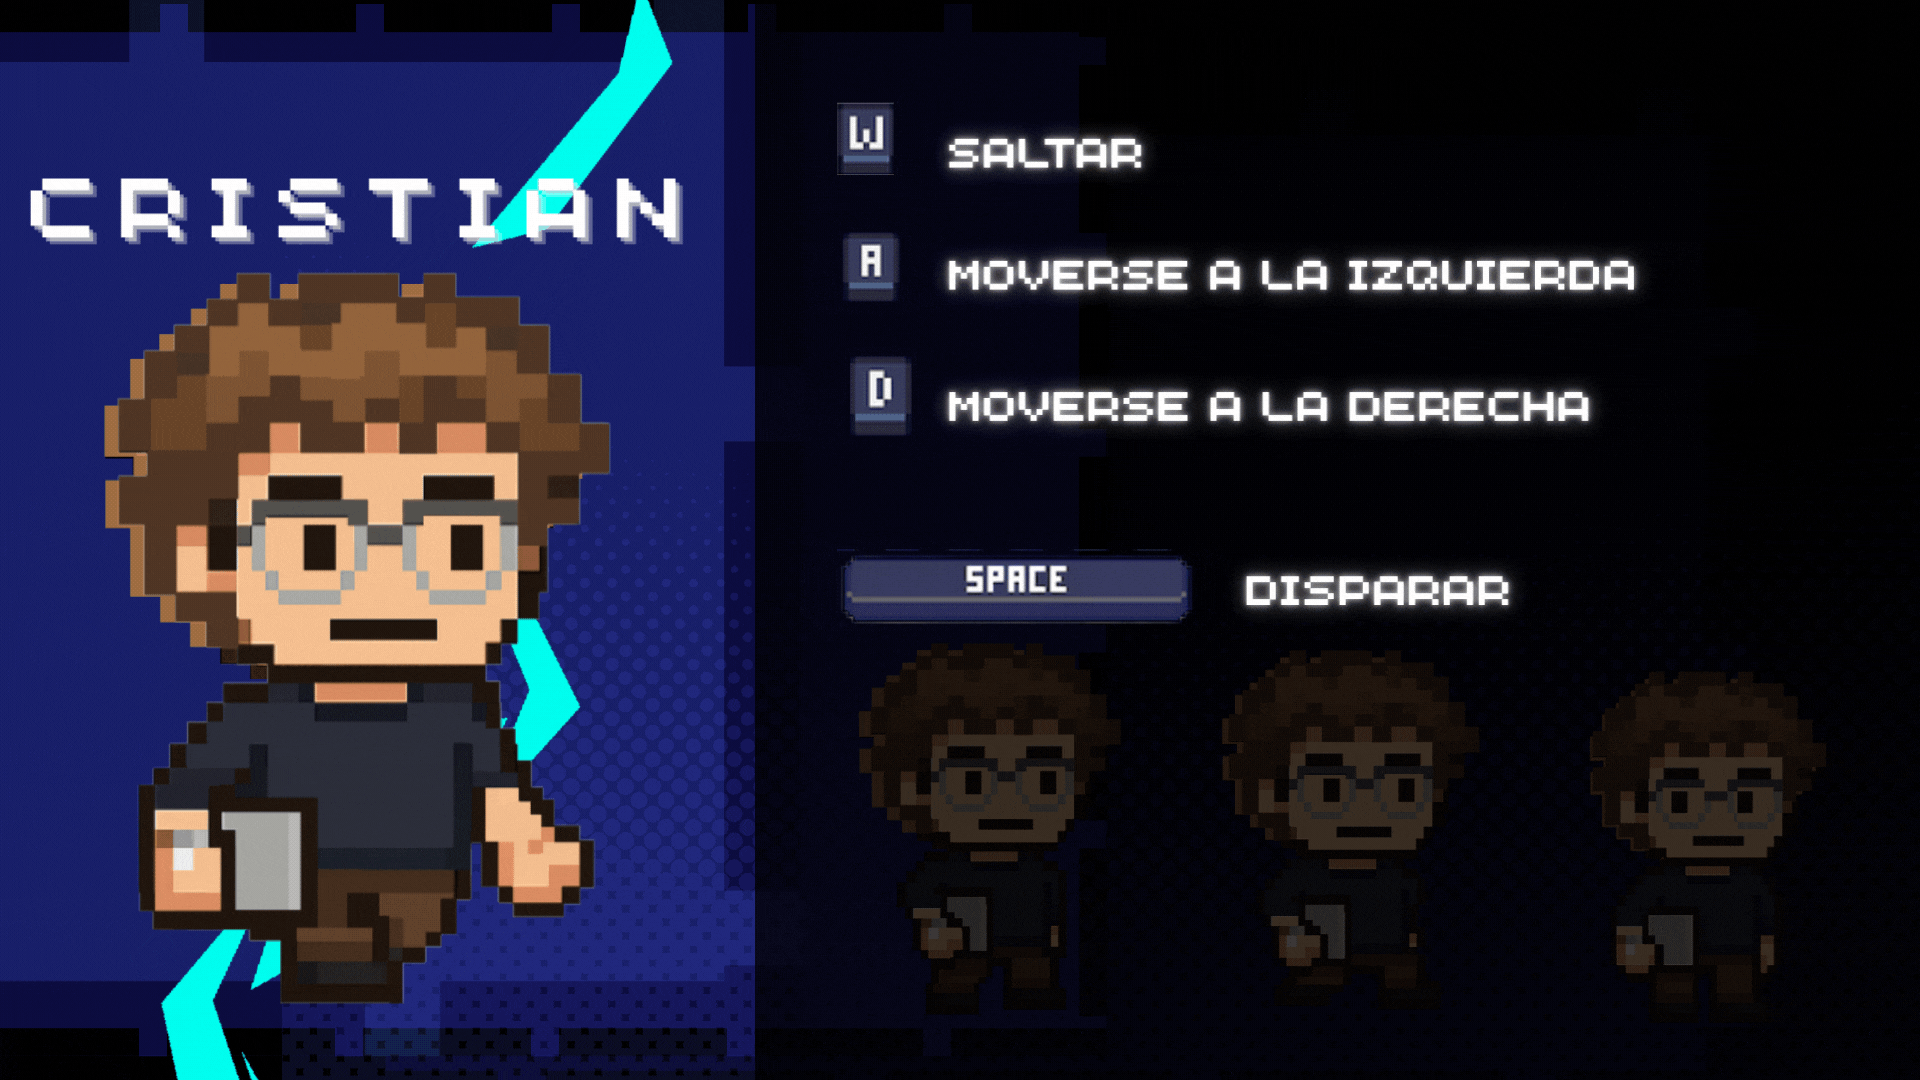 CRISTIAN
W SALTAR
A MOVERSE A LA IZQUIERDA
D MOVERSE A LA DERECHA
SPACE DISPARAR